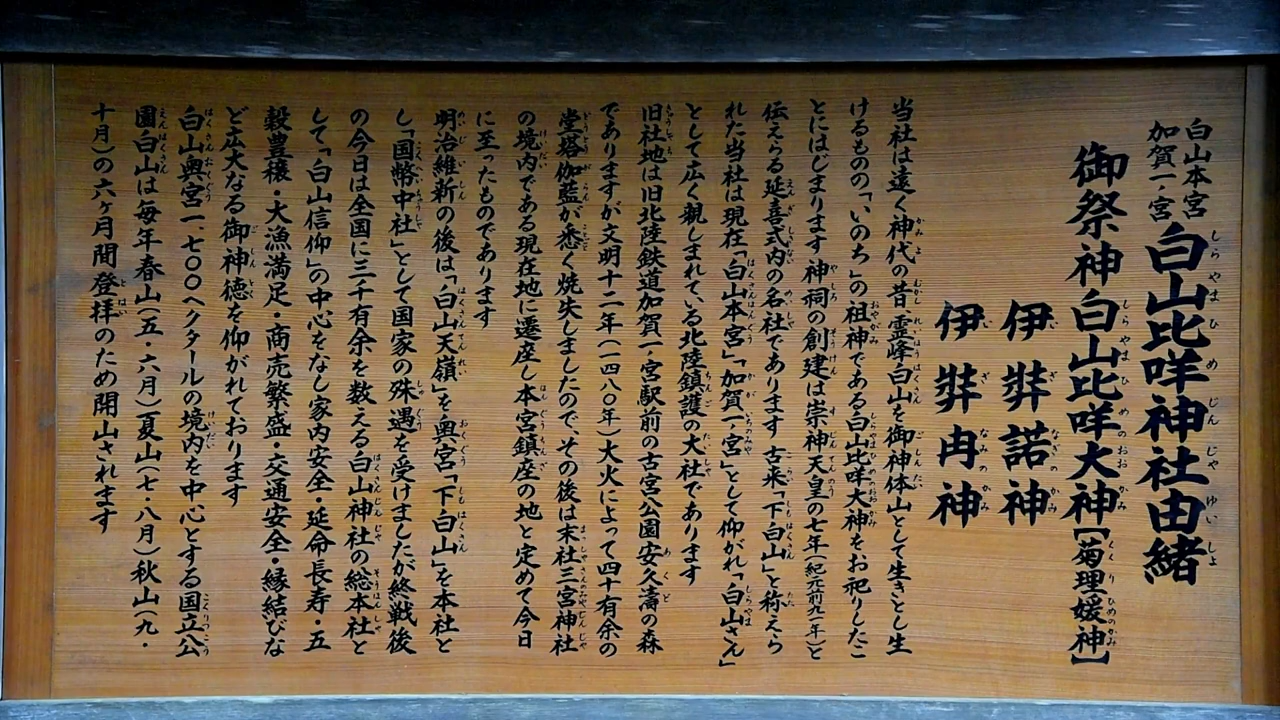 白山本宮
加賀一ノ宮
白山比咩神社由緒
御祭神白山比咩大神【菊理媛神】
伊弉諾神
伊弉冉神
当社は遠く神代の昔霊峰白山を御神体山として生きとし生
けるものの「いのち」の祖神である白山比咩大神をお祀りしたこ
とにはじまります 神祠の創建は崇神天皇の七年(紀元前九一年)と
伝えらる延喜式内の名社であります 古来「下白山」と称えら
れた当社は現在「白山本宮」「加賀一ノ宮」として仰がれ「白山さん」
として広く親しまれている北陸鎮護の大社であります
旧社地は旧北陸鉄道加賀一ノ宮駅前の古宮公園安久濤の森
でありますが文明十二年(一四八〇年)大火によって四十有余の
堂塔伽藍が悉く焼失しましたので、その後は末社三宮神社
の境内である現在地に遷座し本宮鎮座の地と定めて今日
に至ったものであります
明治維新の後は「白山天嶺」を奥宮「下白山」を本社と
し「国幣中社」として国家の殊遇を受けましたが終戦後
の今日は全国に三千有余を数える白山神社の総本社と
して「白山信仰」の中心をなし家内安全・延命長寿・五
穀豊穣・大漁満足・商売繁盛・交通安全・縁結びな
ど広大なる御神徳を仰がれております
白山奥宮一、七〇〇ヘクタールの境内を中心とする国立公
園白山は毎年春山(五・六月)夏山(七・八月)秋山(九・
十月)の六ヶ月間登拝のため開山されます